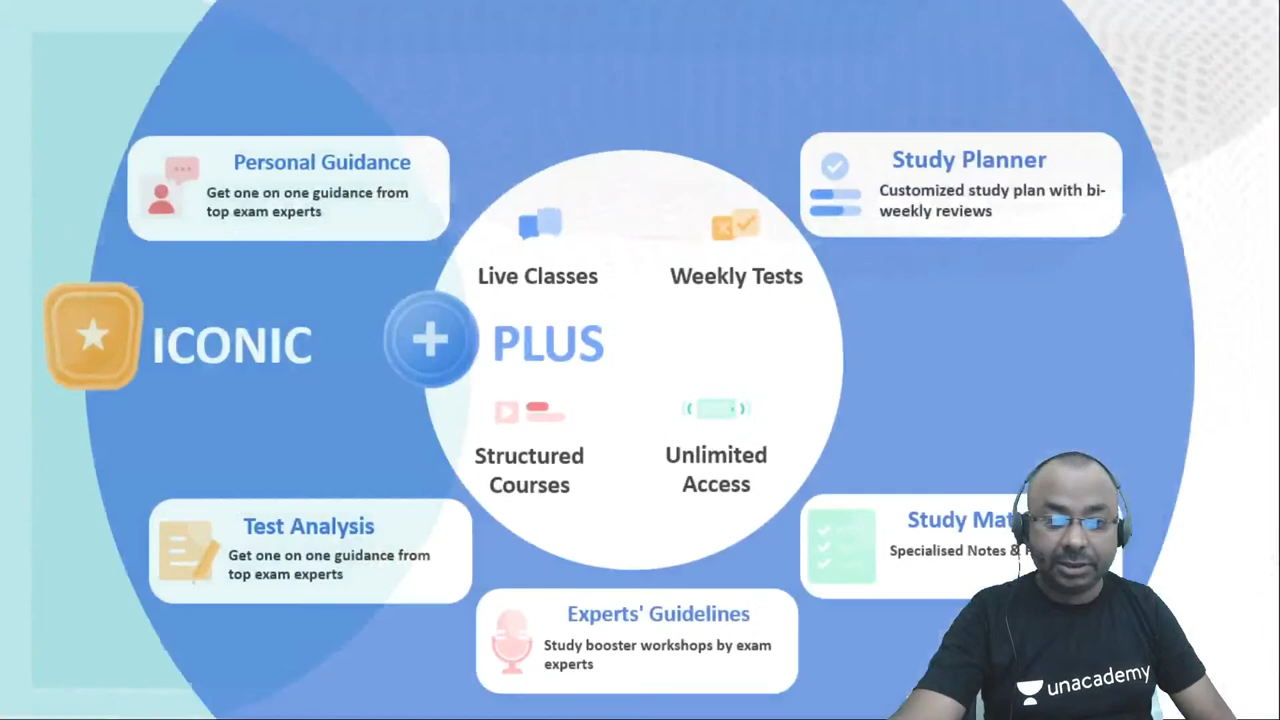 Personal Guidance
Get one on one guidance from
top exam experts
Study Planner
Customized study plan with bi-
weekly reviews
Live Classes
Weekly Tests
ICONIC
PLUS
Structured
Courses
Unlimited
Access
Test Analysis
Get one on one guidance from
top exam experts
Study
Specialised Notes &
Experts' Guidelines
Study booster workshops by exam
experts
unacademy